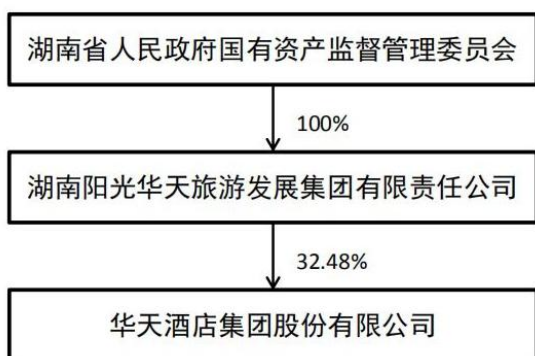 湖南省人民政府国有资产监督管理委员会
100%
湖南阳光华天旅游发展集团有限责任公司
32.48%
华天酒店集团股份有限公司